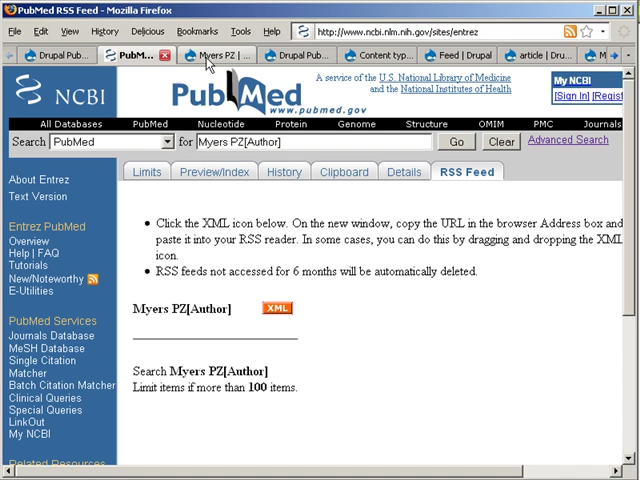 PubMed RSS Feed - Mozilla Firefox
File Edit View History Delicious Bookmarks Tools Help
http://www.ncbi.nlm.nih.gov/sites/entrez
Drupal Pub... PubM... Myers PZ | ... Drupal Pub... Content typ... Feed | Drupal article | Dru... M
NCBI
PubMed
www.pubmed.gov
A service of the U.S. National Library of Medicine
and the National Institutes of Health
My NCBI
[Sign In] [Regist
All Databases PubMed Nucleotide Protein Genome Structure OMIM PMC Journals
Search PubMed for Myers PZ[Author] Go Clear Advanced Search
Limits Preview/Index History Clipboard Details RSS Feed
About Entrez
Text Version
Entrez PubMed
Overview
Help | FAQ
Tutorials
New/Noteworthy
E-Utilities
PubMed Services
Journals Database
MeSH Database
Single Citation
Matcher
Batch Citation Matcher
Clinical Queries
Special Queries
LinkOut
My NCBI
Related Resources
• Click the XML icon below. On the new window, copy the URL in the browser Address box and
paste it into your RSS reader. In some cases, you can do this by dragging and dropping the XML
icon.
• RSS feeds not accessed for 6 months will be automatically deleted.
Myers PZ[Author] XML
Search Myers PZ[Author]
Limit items if more than 100 items.